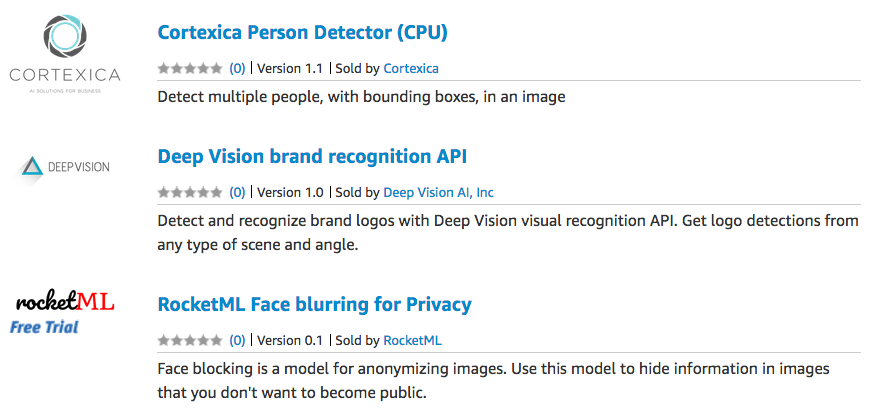 CORTEXICA
AI SOLUTIONS FOR BUSINESS
Cortexica Person Detector (CPU)
(0) | Version 1.1 | Sold by Cortexica
Detect multiple people, with bounding boxes, in an image
DEEPVISION
Deep Vision brand recognition API
(0) | Version 1.0 | Sold by Deep Vision AI, Inc
Detect and recognize brand logos with Deep Vision visual recognition API. Get logo detections from
any type of scene and angle.
rocketML
Free Trial
RocketML Face blurring for Privacy
(0) | Version 0.1 | Sold by RocketML
Face blocking is a model for anonymizing images. Use this model to hide information in images
that you don't want to become public.